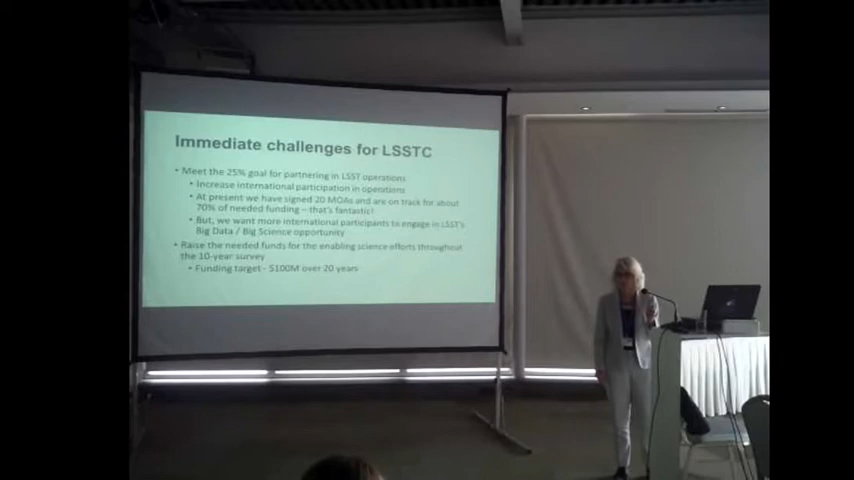 Immediate challenges for LSSTC
• Meet the 25% goal for partnering in LSST operations
• Increase international participation in operations
• At present we have signed 20 MOAs and are on track for about
70% of needed funding – that's fantastic!
• But, we want more international participants to engage in LSST's
Big Data / Big Science opportunity
• Raise the needed funds for the enabling science efforts throughout
the 10-year survey
• Funding target - $100M over 20 years